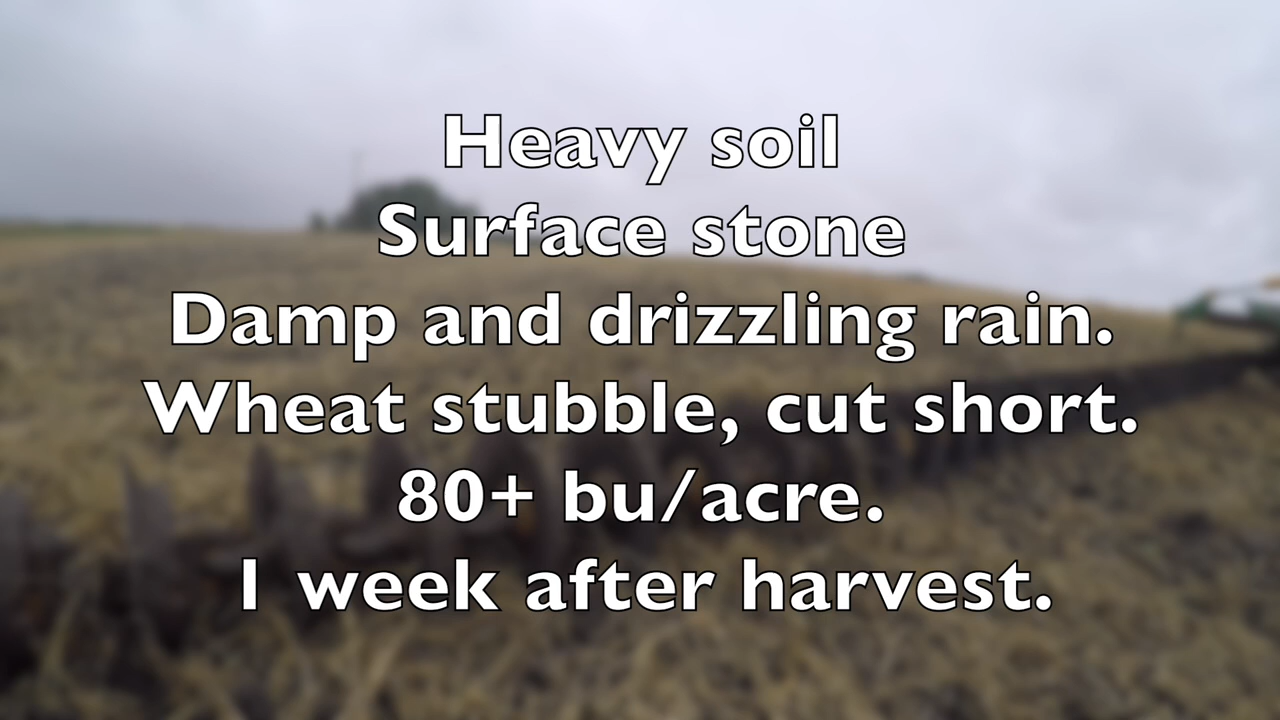 Heavy soil
Surface stone
Damp and drizzling rain.
Wheat stubble, cut short.
80+ bu/acre.
1 week after harvest.